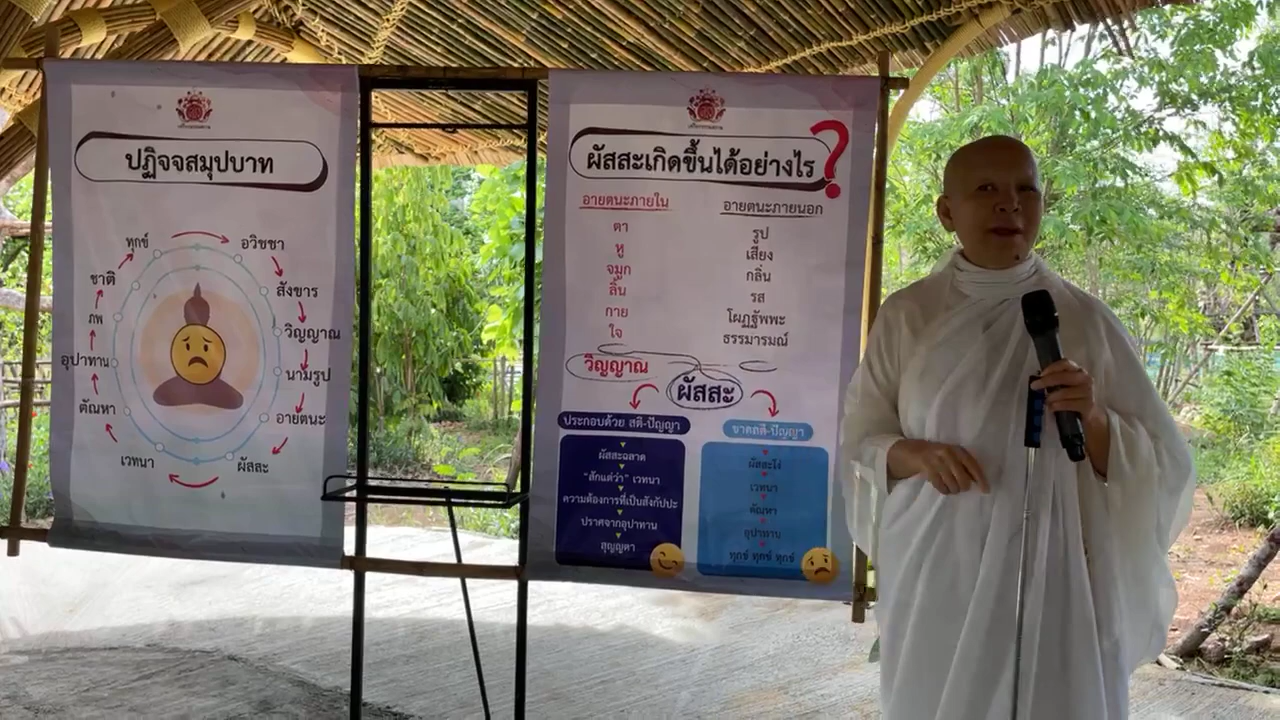 ปฏิจจสมุปบาท
ทุกข์
อวิชชา
ชาติ
สังขาร
ภพ
วิญญาณ
อุปาทาน
นามรูป
ตัณหา
อายตนะ
เวทนา
ผัสสะ
ผัสสะเกิดขึ้นได้อย่างไร?
อายตนะภายใน
อายตนะภายนอก
ตา
รูป
หู
เสียง
จมูก
กลิ่น
ลิ้น
รส
กาย
โผฏฐัพพะ
ใจ
ธรรมารมณ์
วิญญาณ
ผัสสะ
ประกอบด้วย สติ-ปัญญา
ขาดสติ-ปัญญา
ผัสสะฉลาด
ผัสสะโง่
"สักแต่ว่า" เวทนา
เวทนา
ความต้องการที่เป็นสังกัปปะ
ตัณหา
ปราศจากอุปาทาน
อุปาทาน
สุญญตา
ทุกข์ ทุกข์ ทุกข์